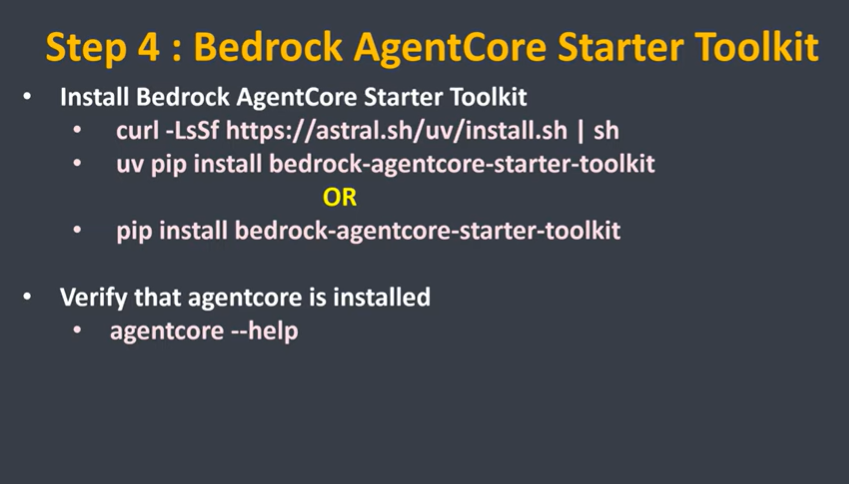 Step 4 : Bedrock AgentCore Starter Toolkit
• Install Bedrock AgentCore Starter Toolkit
• curl -LsSf https://astral.sh/uv/install.sh | sh
• uv pip install bedrock-agentcore-starter-toolkit
OR
• pip install bedrock-agentcore-starter-toolkit
• Verify that agentcore is installed
• agentcore --help